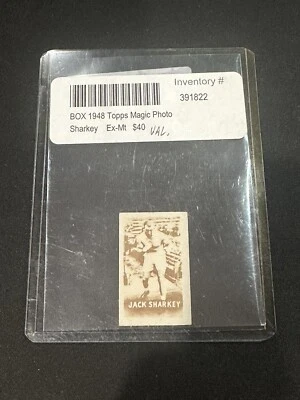 Inventory #
391822
BOX 1948 Topps Magic Photo
Sharkey Ex-Mt $40 VAL.
JACK SHARKEY